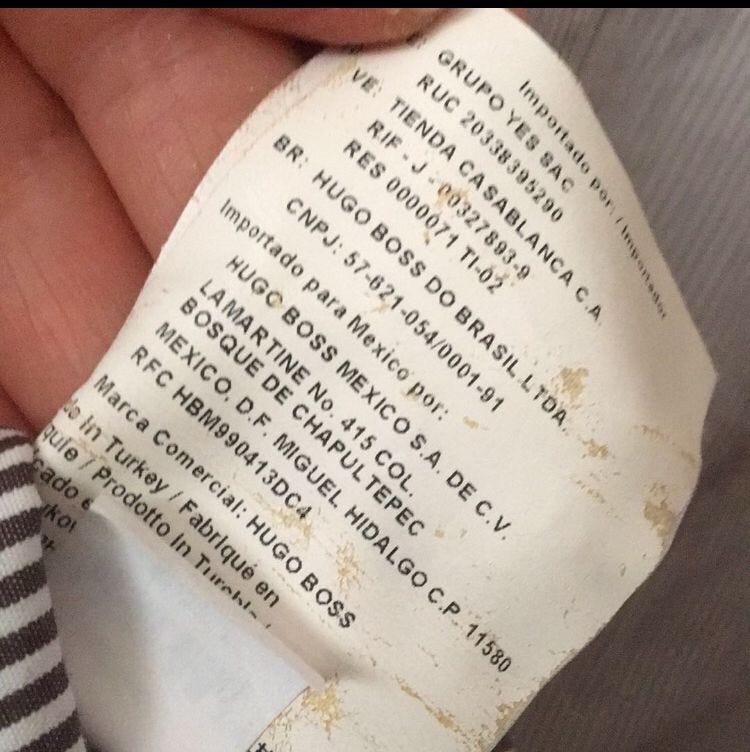 Importado por: / Importador
GRUPO YES SAC
RUC 20338395290
VE: TIENDA CASABLANCA C.A.
RIF - J - 00327893-9
RES 0000071 TI-02
BR: HUGO BOSS DO BRASIL LTDA.
CNPJ: 57-621-054/0001-91
Importado para Mexico por:
HUGO BOSS MEXICO S.A. DE C.V.
LAMARTINE No. 415 COL.
BOSQUE DE CHAPULTEPEC
MEXICO, D.F. MIGUEL HIDALGO C.P. 11580
RFC HBM990413DC4
Marca Comercial: HUGO BOSS
in Turkey / Fabriqué en
/ Prodotto in